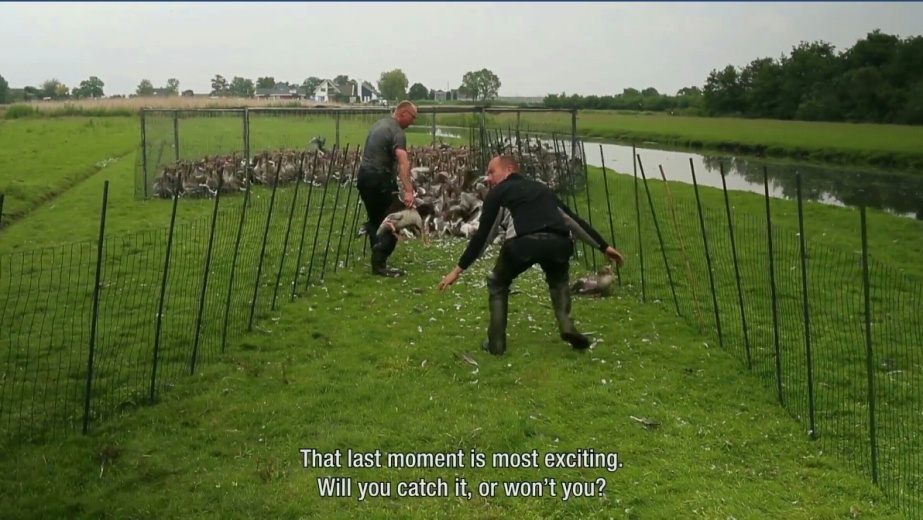 That last moment is most exciting.
Will you catch it, or won't you?